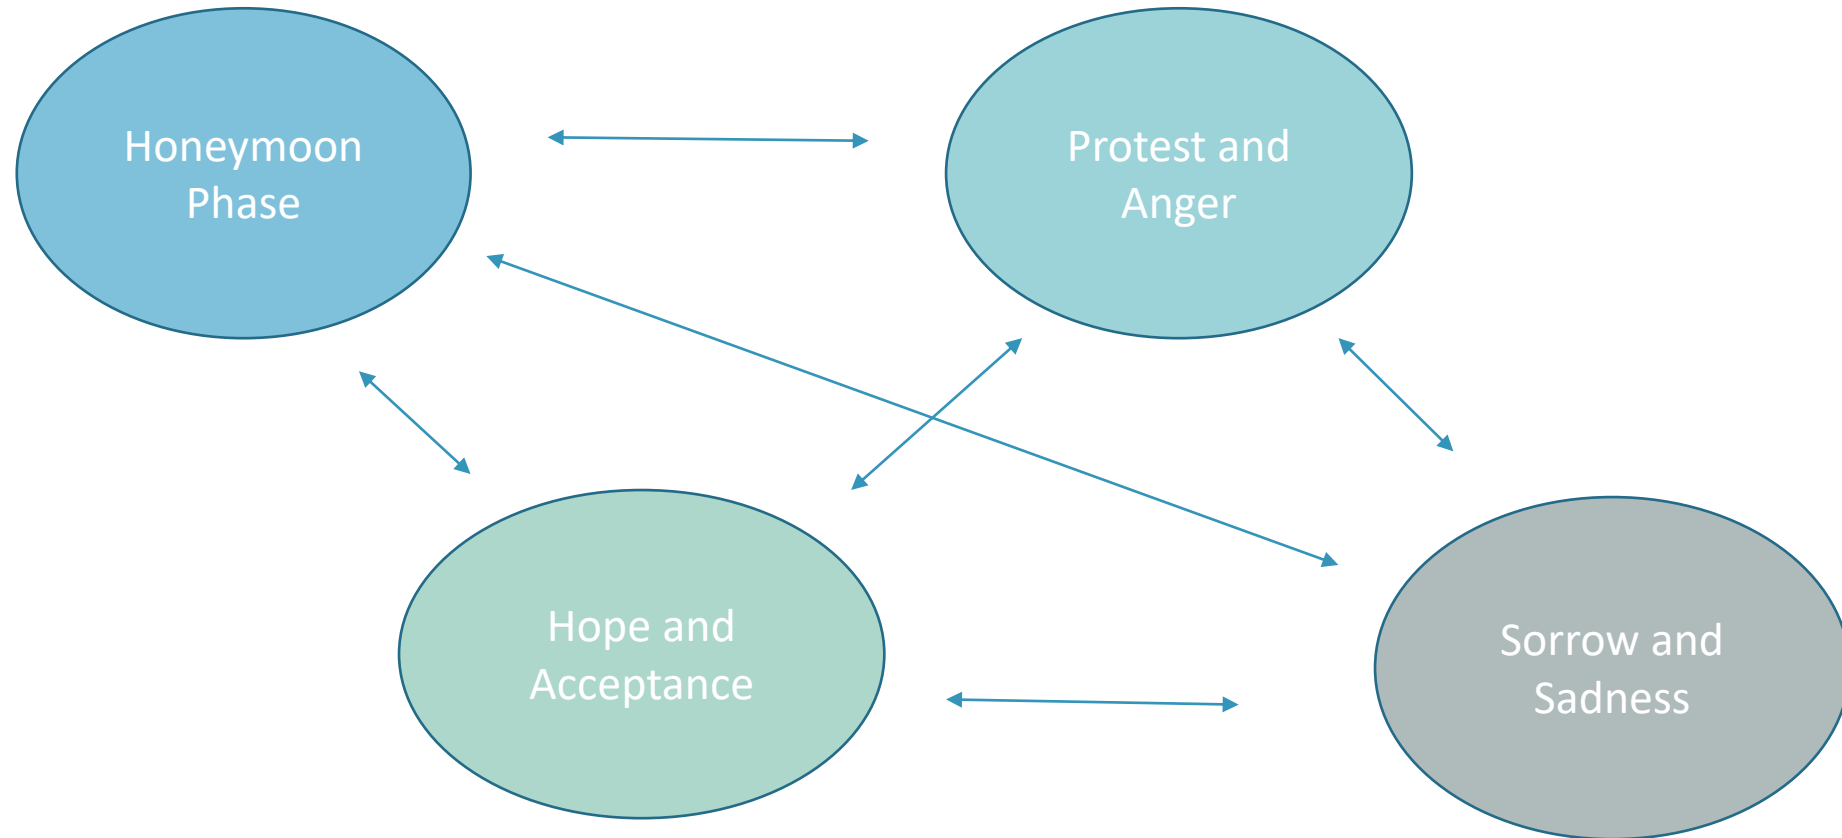 Honeymoon
Phase
Protest and
Anger
Hope and
Acceptance
Sorrow and
Sadness